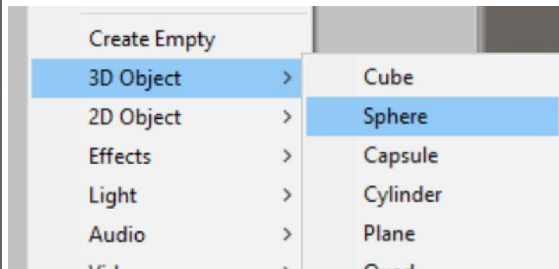 Create Empty
3D Object
2D Object
Effects
Light
Audio
Cube
Sphere
Capsule
Cylinder
Plane